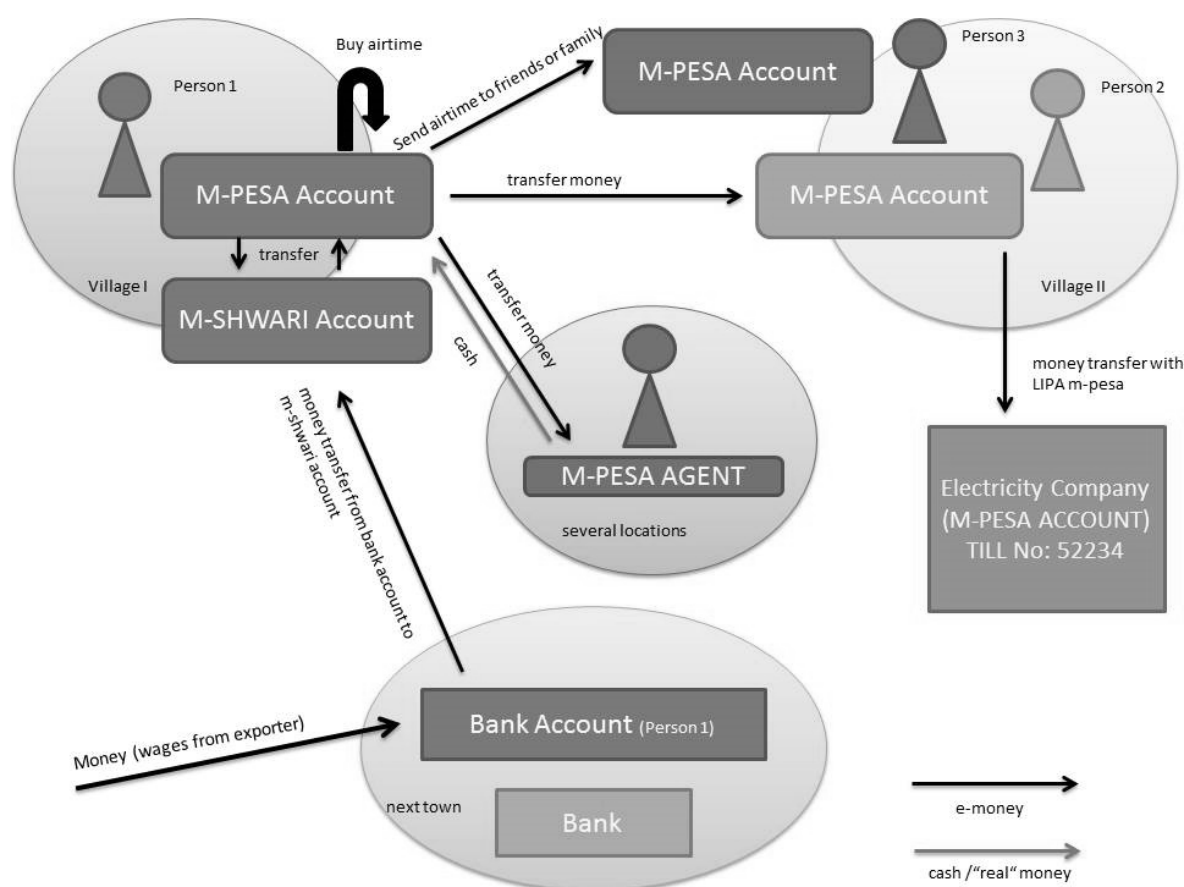 Buy airtime
Person 1
M-PESA Account
Village I
transfer
M-SHWARI Account
Send airtime to friends or family
M-PESA Account
Person 3
Person 2
transfer money
M-PESA Account
Village II
transfer money
cash
M-PESA AGENT
several locations
money transfer with
LIPA m-pesa
Electricity Company
(M-PESA ACCOUNT)
TILL No: 52234
money transfer from bank account to
m-shwari account
Money (wages from exporter)
Bank Account (Person 1)
next town
Bank
e-money
cash /"real“ money